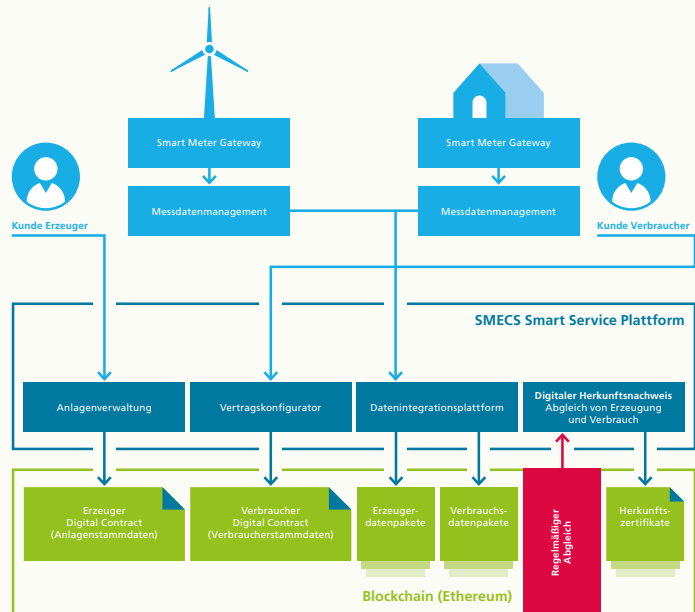 Smart Meter Gateway
Smart Meter Gateway
Messdatenmanagement
Messdatenmanagement
Kunde Erzeuger
Kunde Verbraucher
SMECS Smart Service Plattform
Anlagenverwaltung
Vertragskonfigurator
Datenintegrationsplattform
Digitaler Herkunftsnachweis
Abgleich von Erzeugung
und Verbrauch
Erzeuger
Digital Contract
(Anlagenstammdaten)
Verbraucher
Digital Contract
(Verbraucherstammdaten)
Erzeuger-
datenpakete
Verbrauchs-
datenpakete
Regelmäßiger
Abgleich
Herkunfts-
zertifikate
Blockchain (Ethereum)